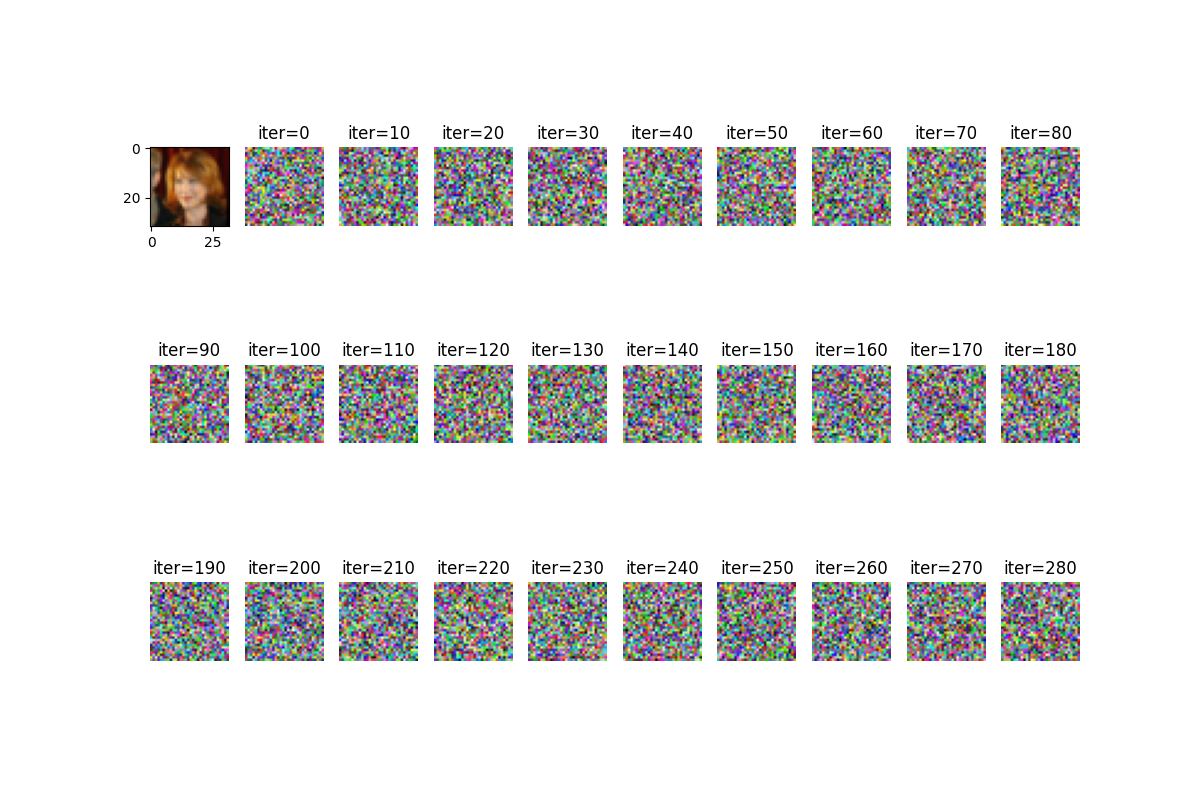 iter=0 iter=10 iter=20 iter=30 iter=40 iter=50 iter=60 iter=70 iter=80
0
20
0 25
iter=90 iter=100 iter=110 iter=120 iter=130 iter=140 iter=150 iter=160 iter=170 iter=180
iter=190 iter=200 iter=210 iter=220 iter=230 iter=240 iter=250 iter=260 iter=270 iter=280